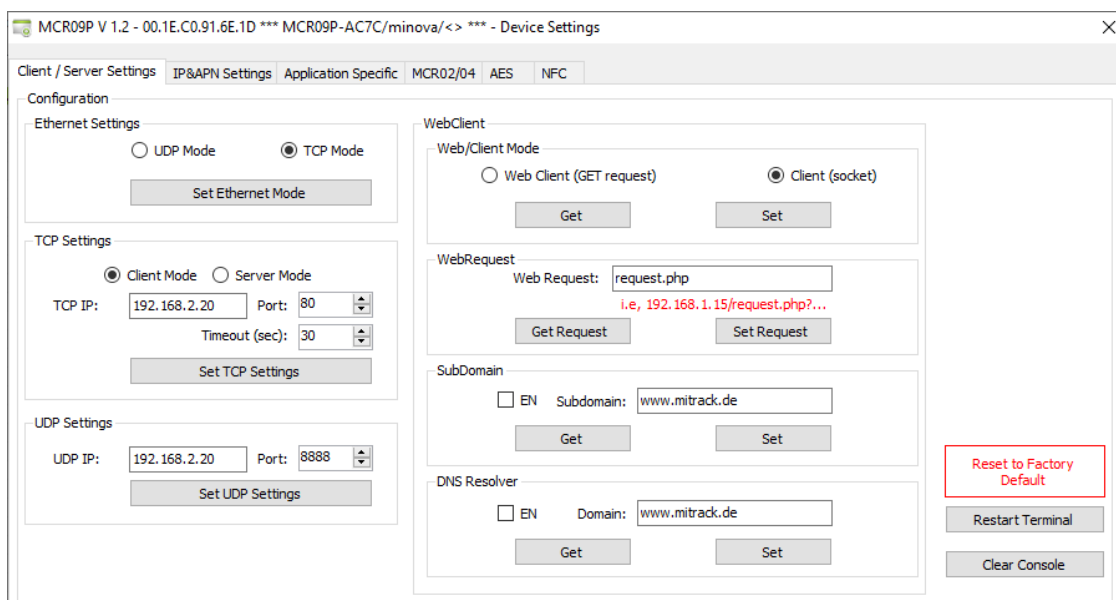 MCR09P V 1.2 - 00.1E.C0.91.6E.1D *** MCR09P-AC7C/minova/<> *** - Device Settings
Client / Server Settings IP&APN Settings Application Specific MCR02/04 AES NFC
Configuration
Ethernet Settings
UDP Mode TCP Mode
Set Ethernet Mode
TCP Settings
Client Mode Server Mode
TCP IP: 192.168.2.20 Port: 80
Timeout (sec): 30
Set TCP Settings
UDP Settings
UDP IP: 192.168.2.20 Port: 8888
Set UDP Settings
WebClient
Web/Client Mode
Web Client (GET request) Client (socket)
Get Set
WebRequest
Web Request: request.php
i.e, 192.168.1.15/request.php?...
Get Request Set Request
SubDomain
EN Subdomain: www.mitrack.de
Get Set
DNS Resolver
EN Domain: www.mitrack.de
Get Set
Reset to Factory
Default
Restart Terminal
Clear Console